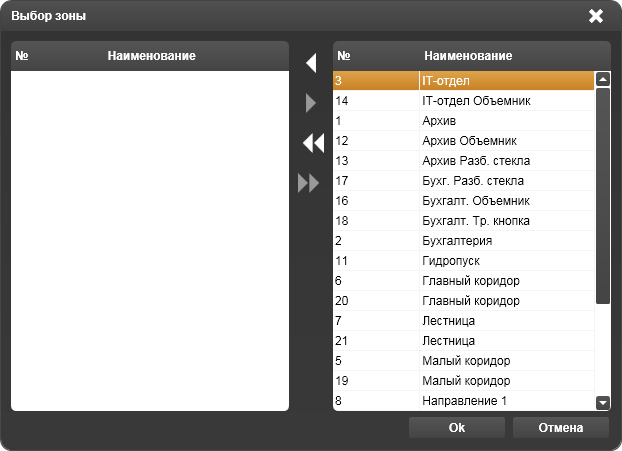 Выбор зоны
№ Наименование
№ Наименование
3 IT-отдел
14 IT-отдел Объемник
1 Архив
12 Архив Объемник
13 Архив Разб. стекла
17 Бухг. Разб. стекла
16 Бухгалт. Объемник
18 Бухгалт. Тр. кнопка
2 Бухгалтерия
11 Гидропуск
6 Главный коридор
20 Главный коридор
7 Лестница
21 Лестница
5 Малый коридор
19 Малый коридор
8 Направление 1
Ok Отмена